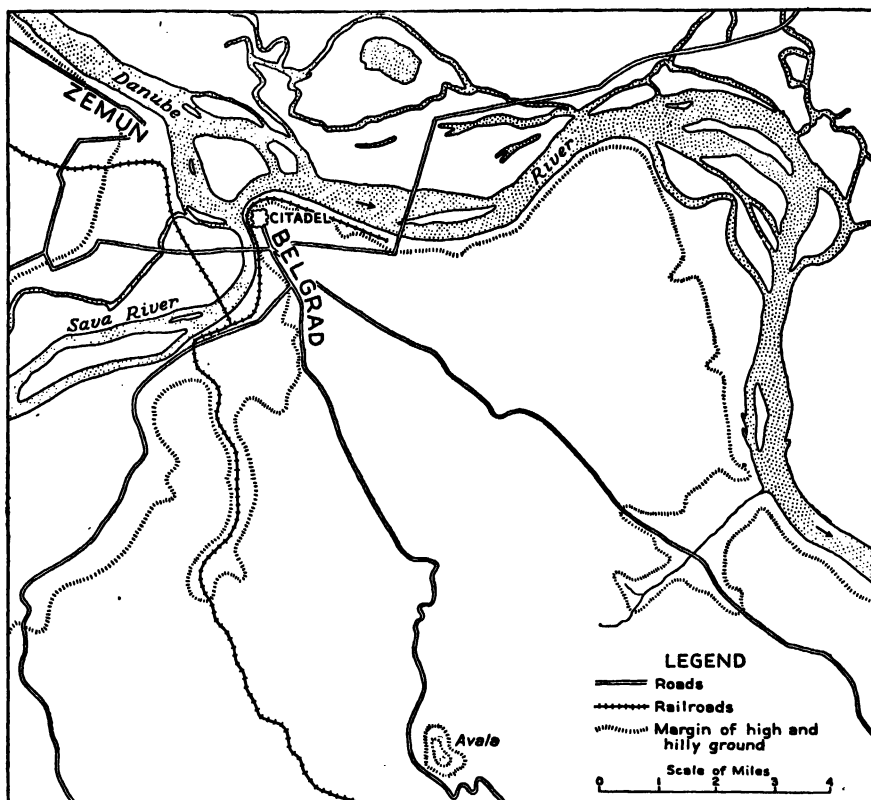 Danube
ZEMUN
River
CITADEL
BELGRAD
Sava River
Avala
LEGEND
Roads
Railroads
Margin of high and
hilly ground
Scale of Miles
0 1 2 3 4